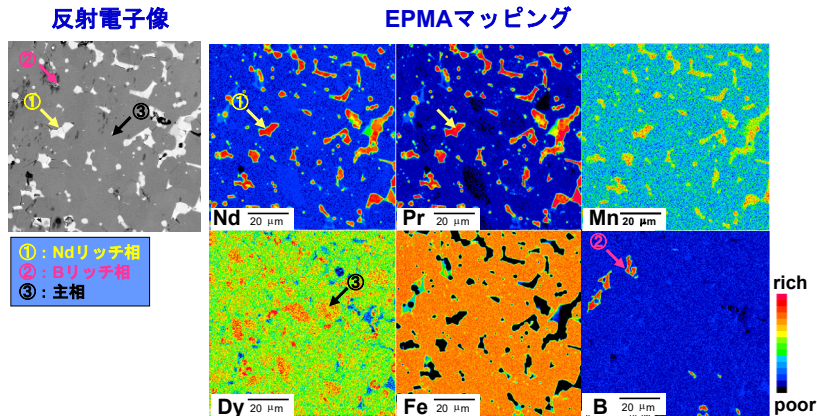 反射電子像
EPMAマッピング
②
①
③
①:Ndリッチ相
②:Bリッチ相
③:主相
①
Nd 20 μm
Pr 20 μm
Mn 20 μm
③
②
Dy 20 μm
Fe 20 μm
B 20 μm
rich
poor